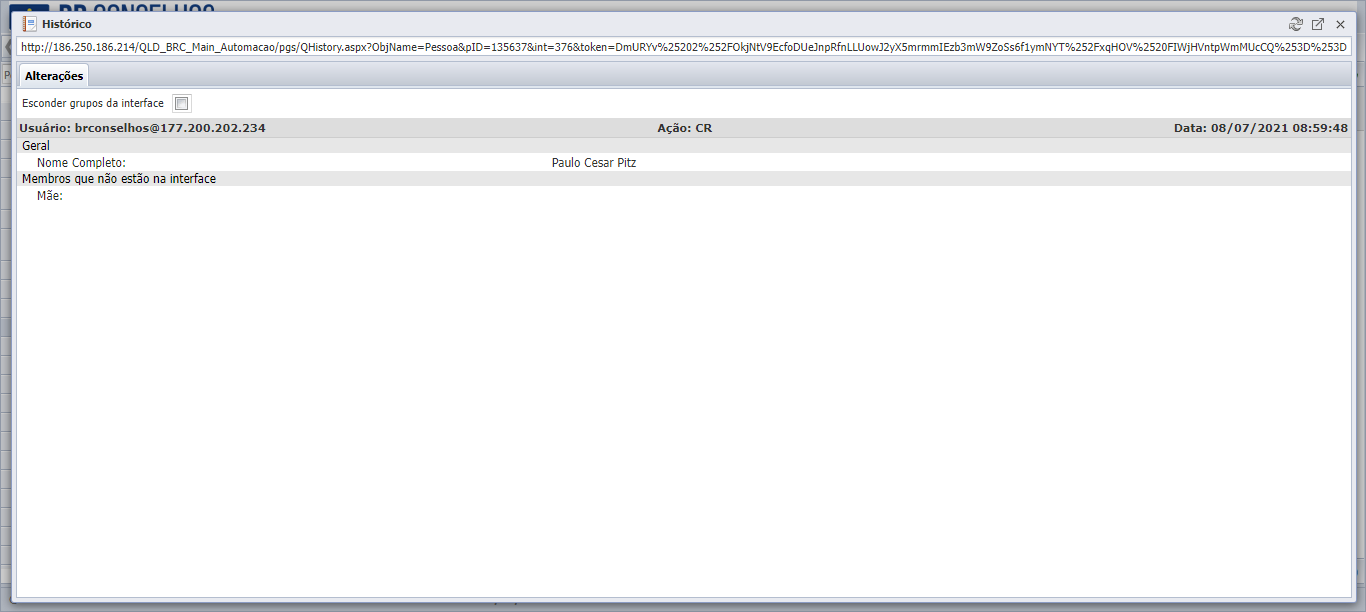 BR CONSELHOS
Histórico
http://186.250.186.214/QLD_BRC_Main_Automacao/pgs/QHistory.aspx?ObjName=Pessoa&pID=135637&int=376&token=DmURYv%25202%252FOkjNtV9EcfoDUeJnpRfnLLUowJ2yX5mrmmIEzb3mW9ZoSs6f1ymNYT%252FxqHOV%2520FIWjHVntpWmMUcCQ%253D%253D
Alterações
Esconder grupos da interface
Usuário: brconselhos@177.200.202.234 Ação: CR Data: 08/07/2021 08:59:48
Geral
Nome Completo: Paulo Cesar Pitz
Membros que não estão na interface
Mãe: